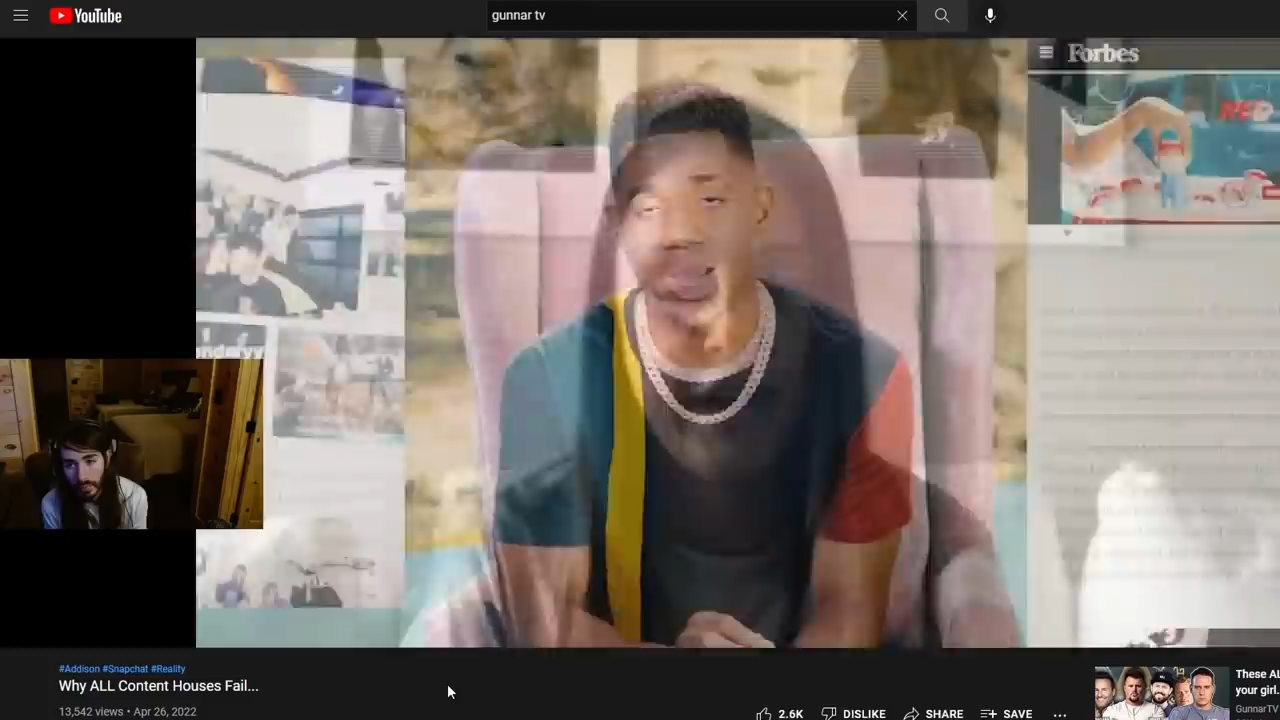 YouTube
gunnar tv
Forbes
#Addison #Snapchat #Reality
Why ALL Content Houses Fail...
13,542 views • Apr 26, 2022
2.6K
DISLIKE
SHARE
SAVE
These AL
your girl.
GunnarTV